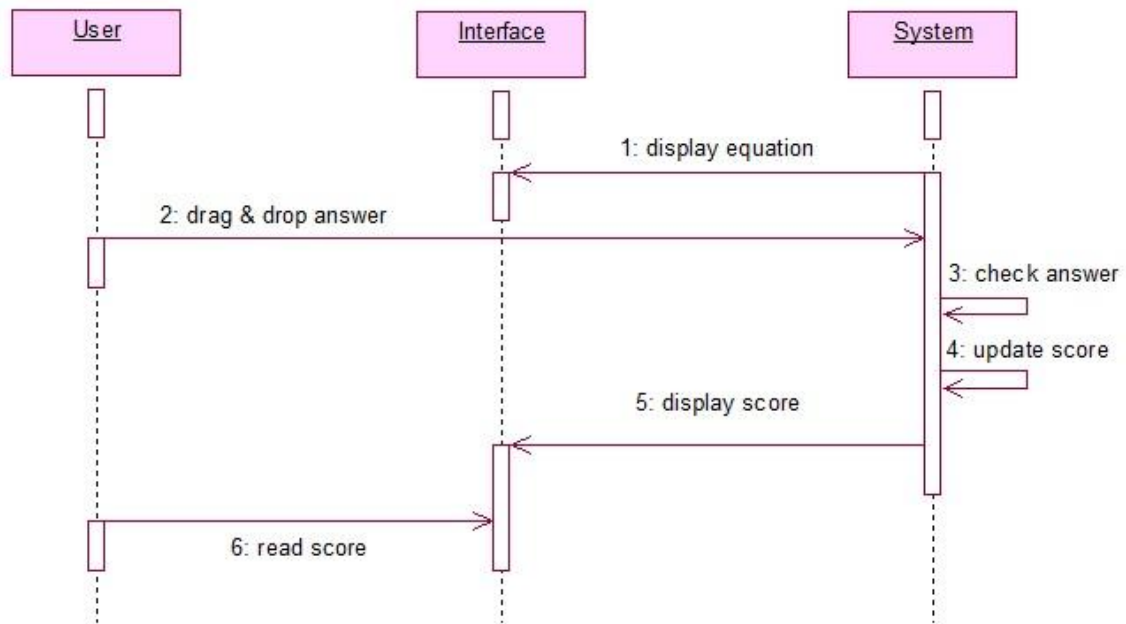 User
Interface
System
1: display equation
2: drag & drop answer
3: check answer
4: update score
5: display score
6: read score